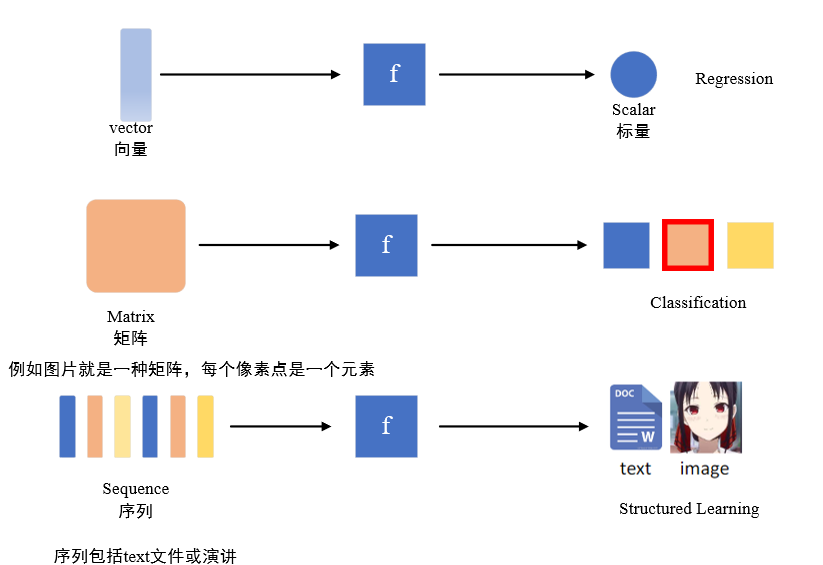 f
Regression
vector
向量
Scalar
标量
f
Matrix
矩阵
Classification
例如图片就是一种矩阵，每个像素点是一个元素
DOC
W
f
text
image
Sequence
序列
Structured Learning
序列包括text文件或演讲